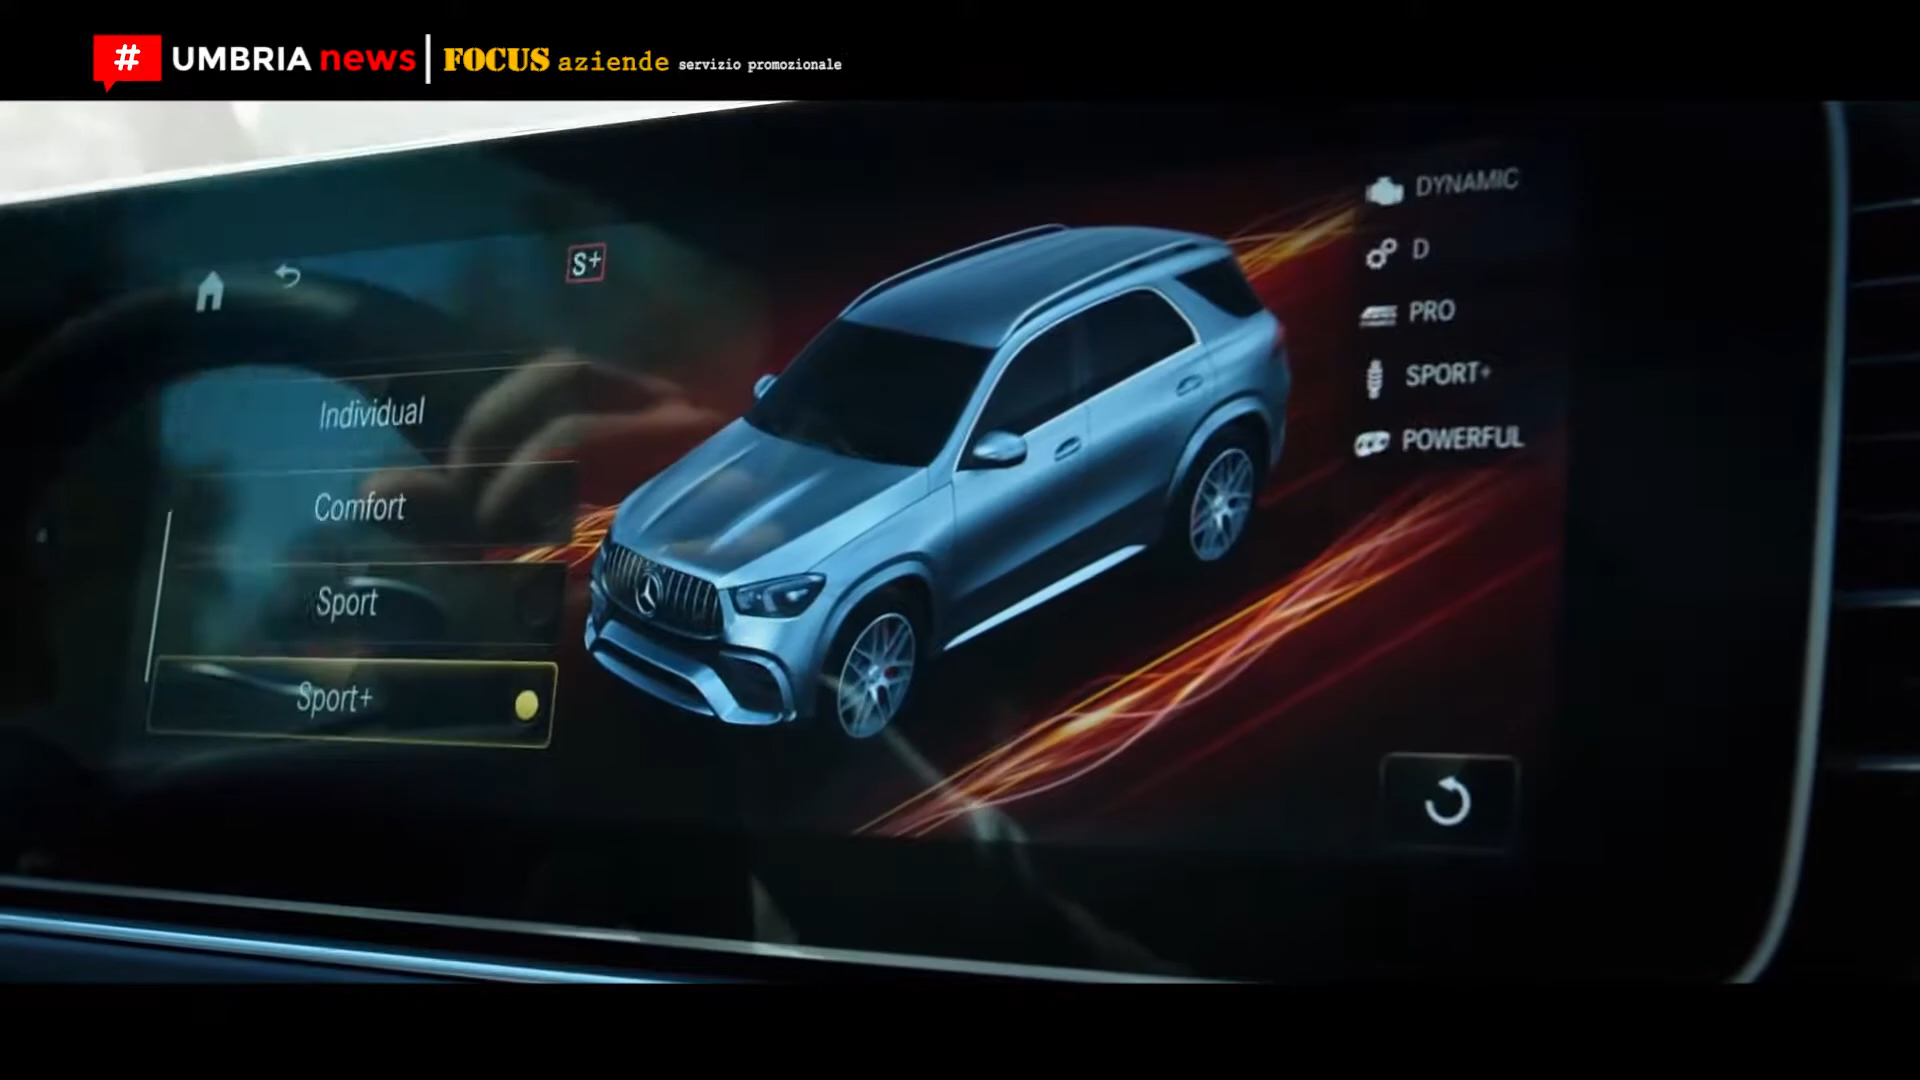 # UMBRIA news FOCUS aziende servizio promozionale
S+
Individual
Comfort
Sport
Sport+
DYNAMIC
D
PRO
SPORT+
POWERFUL